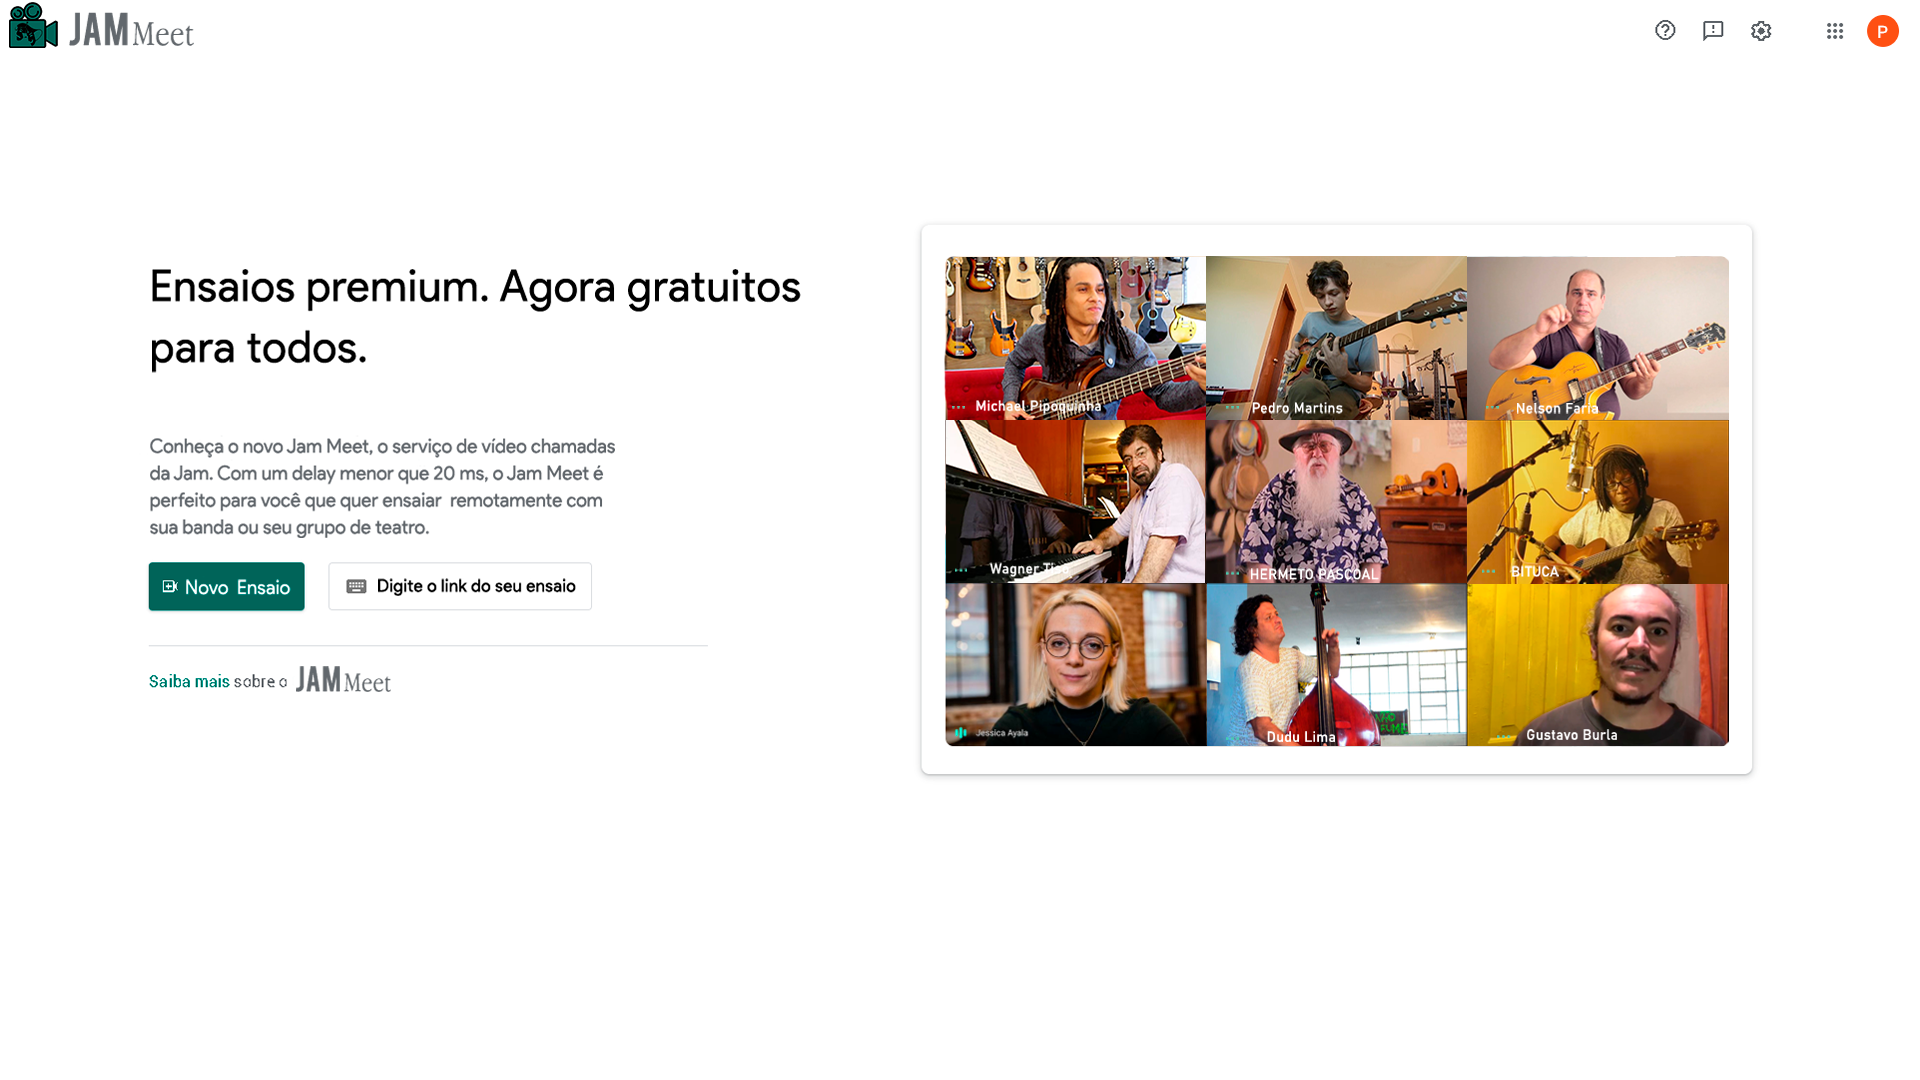 JAM Meet
P
Ensaios premium. Agora gratuitos
para todos.
Conheça o novo Jam Meet, o serviço de vídeo chamadas
da Jam. Com um delay menor que 20 ms, o Jam Meet é
perfeito para você que quer ensaiar remotamente com
sua banda ou seu grupo de teatro.
Novo Ensaio
Digite o link do seu ensaio
Saiba mais sobre o JAM Meet
Michael Pipoquinha
Pedro Martins
Nelson Faria
Wagner Tiso
HERMETO PASCOAL
BITUCA
Jessica Ayala
Dudu Lima
Gustavo Burla